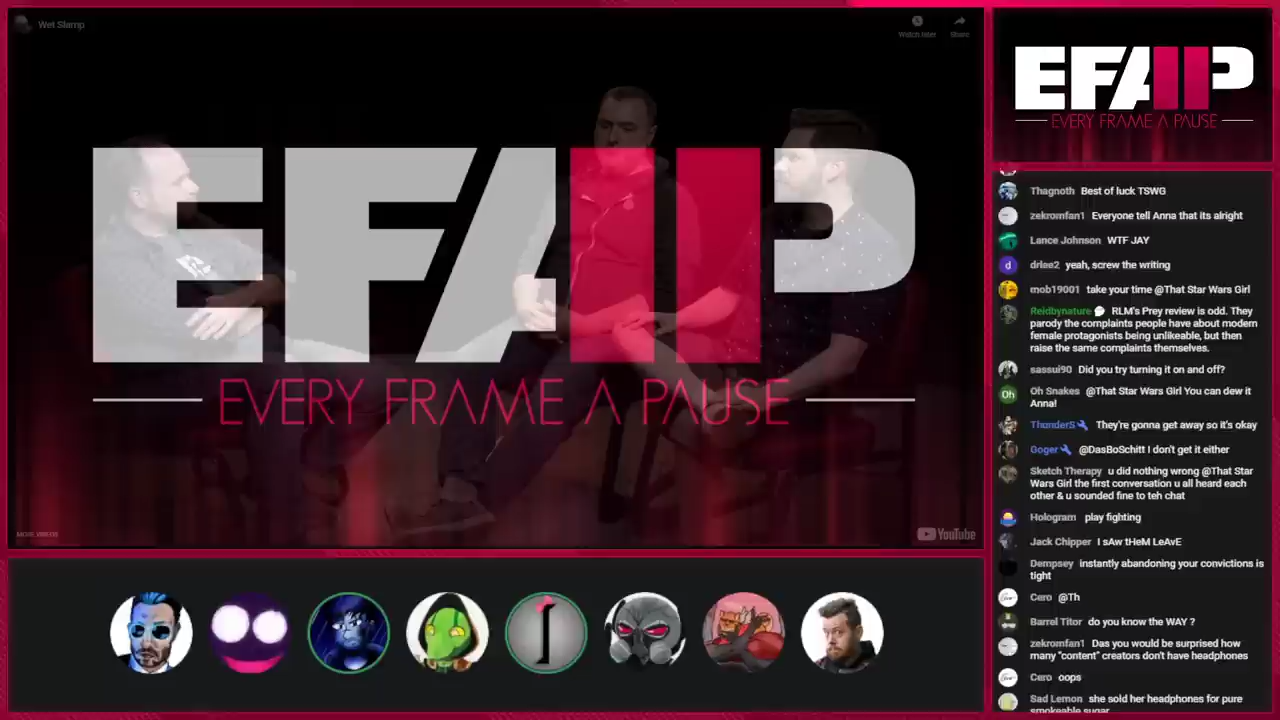 Wet Slamp
Watch later
Share
EFAP
EVERY FRAME A PAUSE
MORE VIDEOS
YouTube
EFAP
EVERY FRAME A PAUSE
Thagnoth Best of luck TSWG
zekromfan1 Everyone tell Anna that its alright
Lance Johnson WTF JAY
drlee2 yeah, screw the writing
mob19001 take your time @That Star Wars Girl
Reidbynature RLM's Prey review is odd. They
parody the complaints people have about modern
female protagonists being unlikeable, but then
raise the same complaints themselves.
sassui90 Did you try turning it on and off?
Oh
Oh Snakes @That Star Wars Girl You can dew it
Anna!
ThunderS They're gonna get away so it's okay
Goger @DasBoSchitt I don't get it either
Sketch Therapy u did nothing wrong @That Star
Wars Girl the first conversation u all heard each
other & u sounded fine to teh chat
Hologram play fighting
Jack Chipper I sAw tHeM LeAvE
Dempsey instantly abandoning your convictions is
tight
Cero @Th
Barrel Titor do you know the WAY ?
zekromfan1 Das you would be surprised how
many "content" creators don't have headphones
Cero oops
Sad Lemon she sold her headphones for pure
smokeable sugar